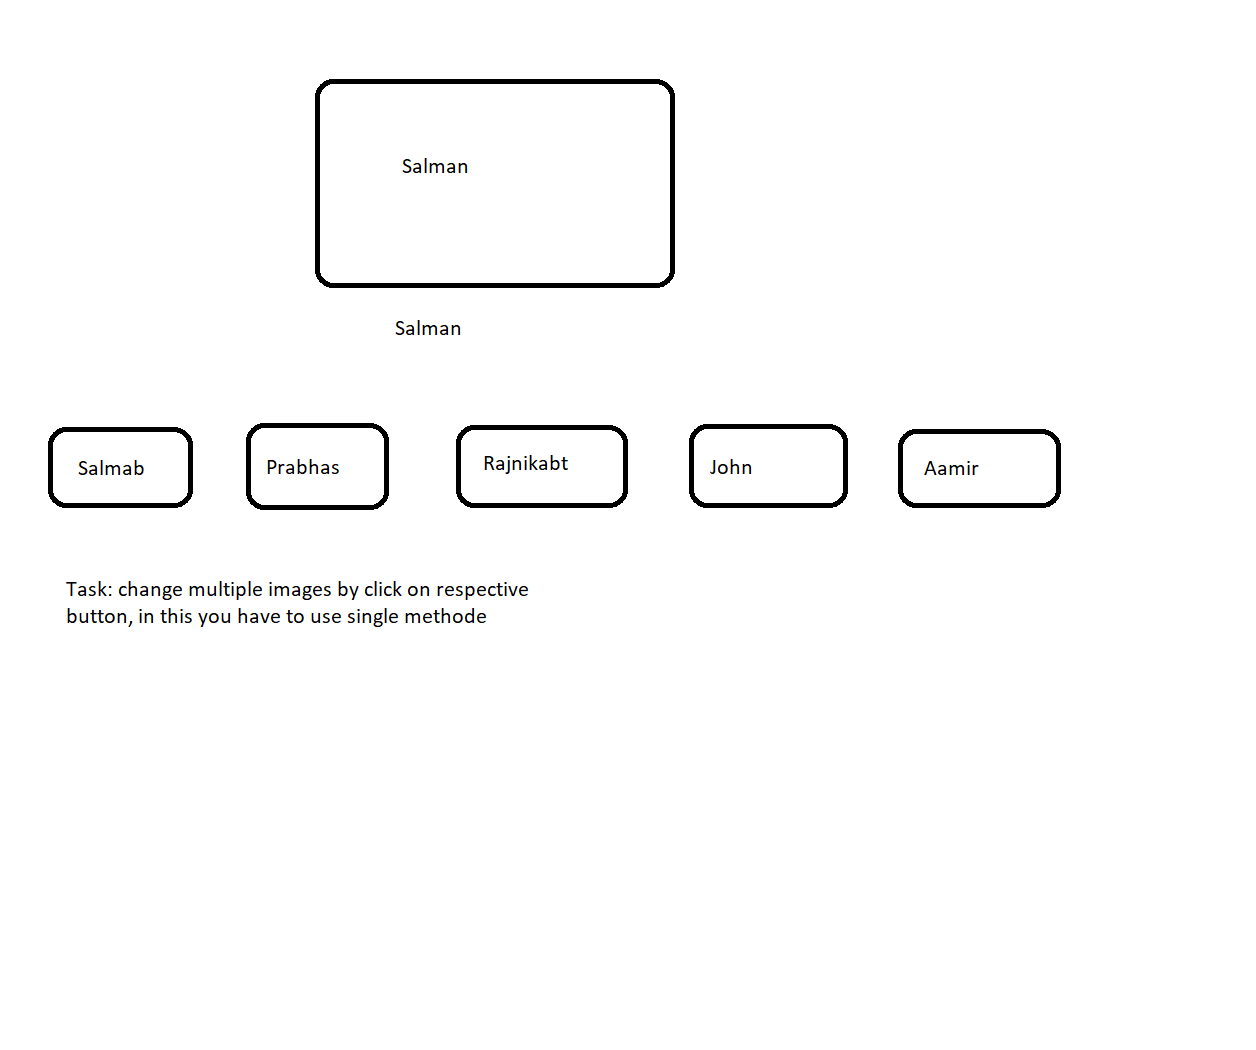 Salman
Salman
Salmab
Prabhas
Rajnikabt
John
Aamir
Task: change multiple images by click on respective
button, in this you have to use single methode